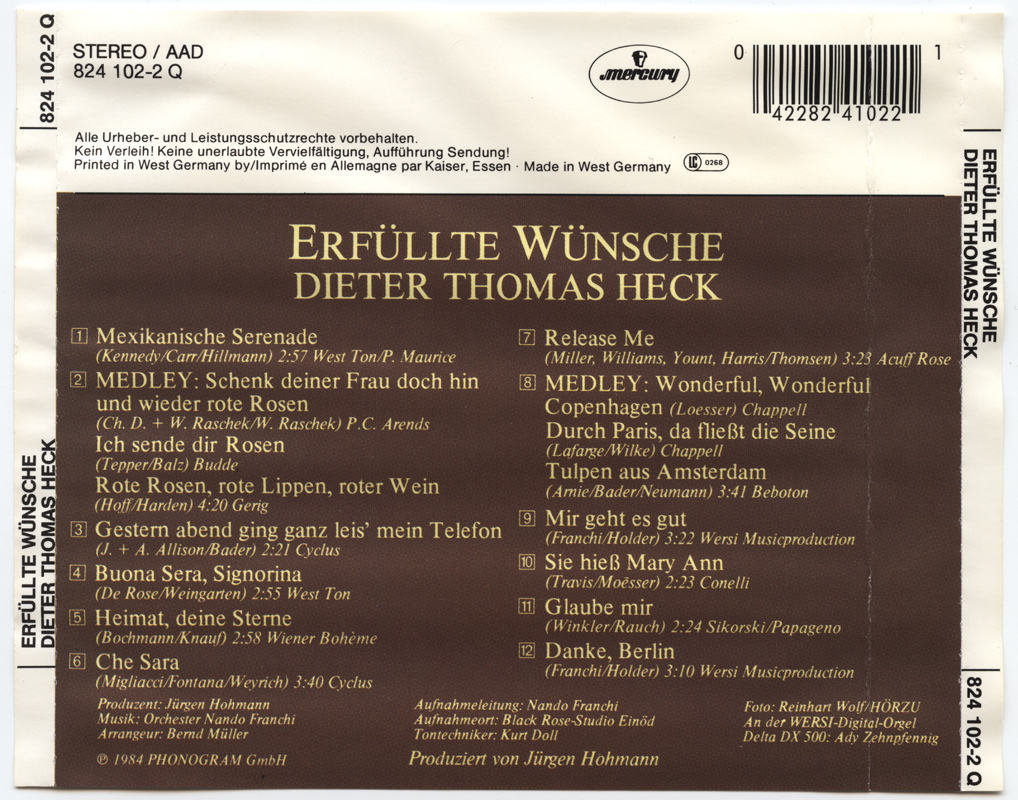 STEREO / AAD
824 102-2 Q
mercury
0 42282 41022 1
Alle Urheber- und Leistungsschutzrechte vorbehalten.
Kein Verleih! Keine unerlaubte Vervielfältigung, Aufführung Sendung!
Printed in West Germany by/Imprimé en Allemagne par Kaiser, Essen · Made in West Germany
LC 0268
ERFÜLLTE WÜNSCHE
DIETER THOMAS HECK
1 Mexikanische Serenade
(Kennedy/Carr/Hillmann) 2:57 West Ton/P. Maurice
2 MEDLEY: Schenk deiner Frau doch hin
und wieder rote Rosen
(Ch. D. + W. Raschek/W. Raschek) P.C. Arends
Ich sende dir Rosen
(Tepper/Balz) Budde
Rote Rosen, rote Lippen, roter Wein
(Hoff/Harden) 4:20 Gerig
3 Gestern abend ging ganz leis' mein Telefon
(J. + A. Allison/Bader) 2:21 Cyclus
4 Buona Sera, Signorina
(De Rose/Weingarten) 2:55 West Ton
5 Heimat, deine Sterne
(Bochmann/Knauf) 2:58 Wiener Bohème
6 Che Sara
(Migliacci/Fontana/Weyrich) 3:40 Cyclus
7 Release Me
(Miller, Williams, Yount, Harris/Thomsen) 3:23 Acuff Rose
8 MEDLEY: Wonderful, Wonderful
Copenhagen (Loesser) Chappell
Durch Paris, da fließt die Seine
(Lafarge/Wilke) Chappell
Tulpen aus Amsterdam
(Arnie/Bader/Neumann) 3:41 Beboton
9 Mir geht es gut
(Franchi/Holder) 3:22 Wersi Musicproduction
10 Sie hieß Mary Ann
(Travis/Moësser) 2:23 Conelli
11 Glaube mir
(Winkler/Rauch) 2:24 Sikorski/Papageno
12 Danke, Berlin
(Franchi/Holder) 3:10 Wersi Musicproduction
Produzent: Jürgen Hohmann
Musik: Orchester Nando Franchi
Arrangeur: Bernd Müller
℗ 1984 PHONOGRAM GmbH
Aufnahmeleitung: Nando Franchi
Aufnahmeort: Black Rose-Studio Einöd
Tontechniker: Kurt Doll
Produziert von Jürgen Hohmann
Foto: Reinhart Wolf/HÖRZU
An der WERSI-Digital-Orgel
Delta DX 500: Ady Zehnpfennig
824 102-2 Q
ERFÜLLTE WÜNSCHE
DIETER THOMAS HECK
ERFÜLLTE WÜNSCHE
DIETER THOMAS HECK
824 102-2 Q